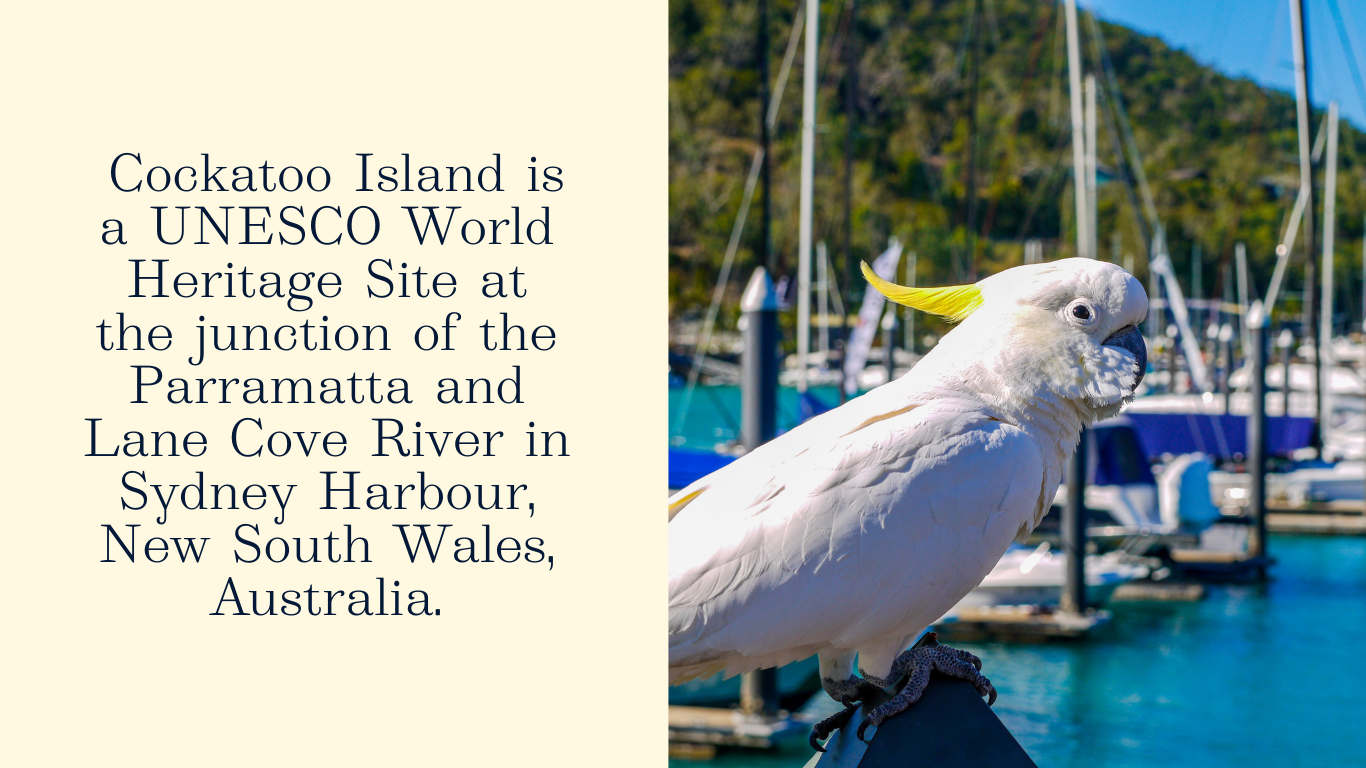 Cockatoo Island is
a UNESCO World
Heritage Site at
the junction of the
Parramatta and
Lane Cove River in
Sydney Harbour,
New South Wales,
Australia.